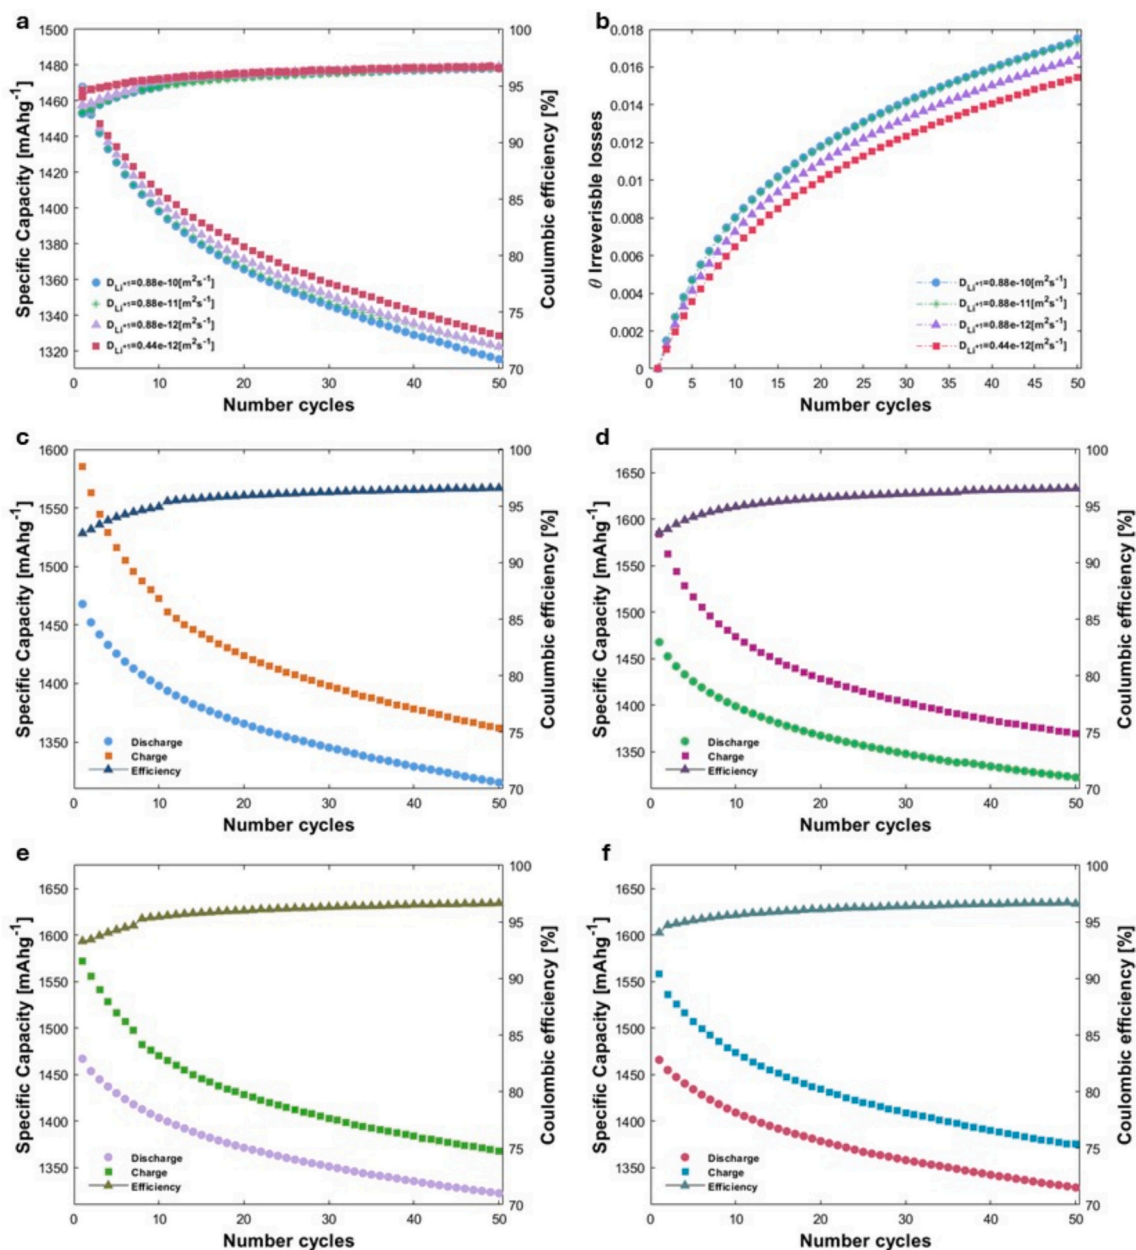 a
Specific Capacity [mAhg⁻¹]
1500
1480
1460
1440
1420
1400
1380
1360
1340
1320
100
95
90
85
80
75
70
Coulumbic efficiency [%]
D_Li⁺¹=0.88e-10[m²s⁻¹]
D_Li⁺¹=0.88e-11[m²s⁻¹]
D_Li⁺¹=0.88e-12[m²s⁻¹]
D_Li⁺¹=0.44e-12[m²s⁻¹]
0 10 20 30 40 50
Number cycles
b
θ Irreverisble losses
0.018
0.016
0.014
0.012
0.01
0.008
0.006
0.004
0.002
0
D_Li⁺¹=0.88e-10[m²s⁻¹]
D_Li⁺¹=0.88e-11[m²s⁻¹]
D_Li⁺¹=0.88e-12[m²s⁻¹]
D_Li⁺¹=0.44e-12[m²s⁻¹]
5 10 15 20 25 30 35 40 45 50
Number cycles
c
Specific Capacity [mAhg⁻¹]
1600
1550
1500
1450
1400
1350
100
95
90
85
80
75
70
Coulumbic efficiency [%]
Discharge
Charge
Efficiency
0 10 20 30 40 50
Number cycles
d
Specific Capacity [mAhg⁻¹]
1650
1600
1550
1500
1450
1400
1350
100
95
90
85
80
75
70
Coulumbic efficiency [%]
Discharge
Charge
Efficiency
0 10 20 30 40 50
Number cycles
e
Specific Capacity [mAhg⁻¹]
1650
1600
1550
1500
1450
1400
1350
100
95
90
85
80
75
70
Coulombic efficiency [%]
Discharge
Charge
Efficiency
0 10 20 30 40 50
Number cycles
f
Specific Capacity [mAhg⁻¹]
1650
1600
1550
1500
1450
1400
1350
100
95
90
85
80
75
70
Coulombic efficiency [%]
Discharge
Charge
Efficiency
0 10 20 30 40 50
Number cycles